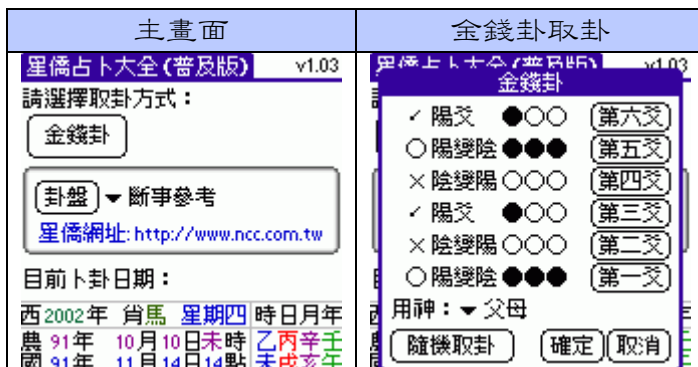 主畫面
金錢卦取卦
星僑占卜大全(普及版) v1.03
請選擇取卦方式：
金錢卦
卦盤 斷事參考
星僑網址: http://www.ncc.com.tw
目前卜卦日期：
西2002年 肖馬 星期四 時日月年
農 91年 10月10日未時 乙丙辛壬
國 91年 11月14日14點 未戌亥午
金錢卦
✓ 陽爻 ●○○ 第六爻
○陽變陰 ●●● 第五爻
×陰變陽 ○○○ 第四爻
✓ 陽爻 ●○○ 第三爻
×陰變陽 ○○○ 第二爻
○陽變陰 ●●● 第一爻
用神：父母
隨機取卦 確定 取消